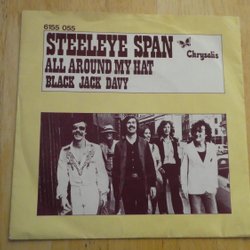 6155 055
STEELEYE SPAN
Chrysalis
ALL AROUND MY HAT
BLACK JACK DAVY